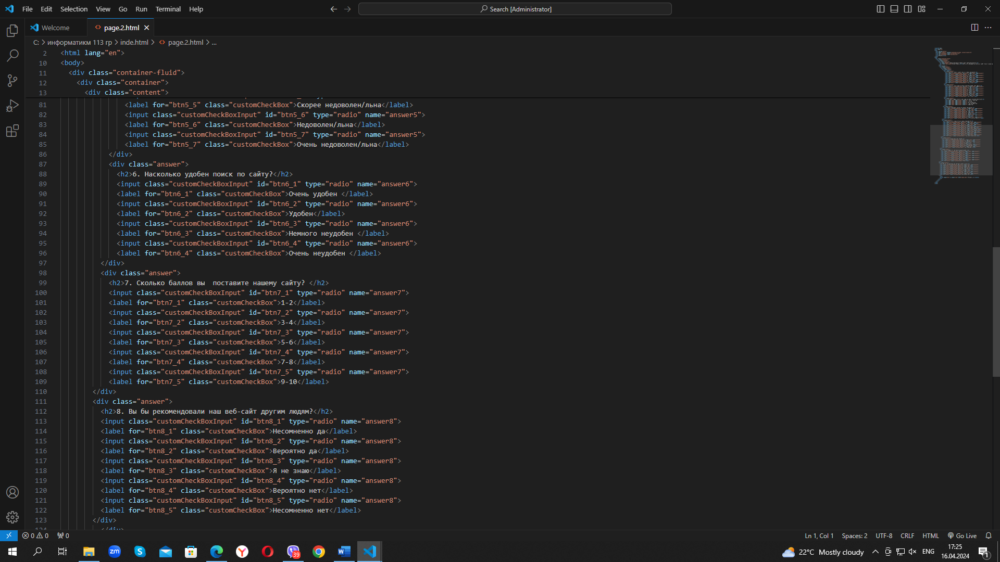 File Edit Selection View Go Run Terminal Help
Search [Administrator]
Welcome
page.2.html
C: > информатикм 113 гр > inde.html > page.2.html > ...
2 <html lang="en">
10 <body>
11 <div class="container-fluid">
12 <div class="container">
13 <div class="content">
81 <label for="btn5_5" class="customCheckBox">Скорее недоволен/льна</label>
82 <input class="customCheckBoxInput" id="btn5_6" type="radio" name="answer5">
83 <label for="btn5_6" class="customCheckBox">Недоволен/льна</label>
84 <input class="customCheckBoxInput" id="btn5_7" type="radio" name="answer5">
85 <label for="btn5_7" class="customCheckBox">Очень недоволен/льна</label>
86 </div>
87 <div class="answer">
88 <h2>6. Насколько удобен поиск по сайту?</h2>
89 <input class="customCheckBoxInput" id="btn6_1" type="radio" name="answer6">
90 <label for="btn6_1" class="customCheckBox">Очень удобен </label>
91 <input class="customCheckBoxInput" id="btn6_2" type="radio" name="answer6">
92 <label for="btn6_2" class="customCheckBox">Удобен</label>
93 <input class="customCheckBoxInput" id="btn6_3" type="radio" name="answer6">
94 <label for="btn6_3" class="customCheckBox">Немного неудобен </label>
95 <input class="customCheckBoxInput" id="btn6_4" type="radio" name="answer6">
96 <label for="btn6_4" class="customCheckBox">Очень неудобен </label>
97 </div>
98 <div class="answer">
99 <h2>7. Сколько баллов вы  поставите нашему сайту? </h2>
100 <input class="customCheckBoxInput" id="btn7_1" type="radio" name="answer7">
101 <label for="btn7_1" class="customCheckBox">1-2</label>
102 <input class="customCheckBoxInput" id="btn7_2" type="radio" name="answer7">
103 <label for="btn7_2" class="customCheckBox">3-4</label>
104 <input class="customCheckBoxInput" id="btn7_3" type="radio" name="answer7">
105 <label for="btn7_3" class="customCheckBox">5-6</label>
106 <input class="customCheckBoxInput" id="btn7_4" type="radio" name="answer7">
107 <label for="btn7_4" class="customCheckBox">7-8</label>
108 <input class="customCheckBoxInput" id="btn7_5" type="radio" name="answer7">
109 <label for="btn7_5" class="customCheckBox">9-10</label>
110 </div>
111 <div class="answer">
112 <h2>8. Вы бы рекомендовали наш веб-сайт другим людям?</h2>
113 <input class="customCheckBoxInput" id="btn8_1" type="radio" name="answer8">
114 <label for="btn8_1" class="customCheckBox">Несомненно да</label>
115 <input class="customCheckBoxInput" id="btn8_2" type="radio" name="answer8">
116 <label for="btn8_2" class="customCheckBox">Вероятно да</label>
117 <input class="customCheckBoxInput" id="btn8_3" type="radio" name="answer8">
118 <label for="btn8_3" class="customCheckBox">Я не знаю</label>
119 <input class="customCheckBoxInput" id="btn8_4" type="radio" name="answer8">
120 <label for="btn8_4" class="customCheckBox">Вероятно нет</label>
121 <input class="customCheckBoxInput" id="btn8_5" type="radio" name="answer8">
122 <label for="btn8_5" class="customCheckBox">Несомненно нет</label>
123 </div>
124 </div>
0 0 0 Ln 1, Col 1 Spaces: 2 UTF-8 CRLF HTML Go Live
zm 39 22°C Mostly cloudy ENG 17:25
16.04.2024 1